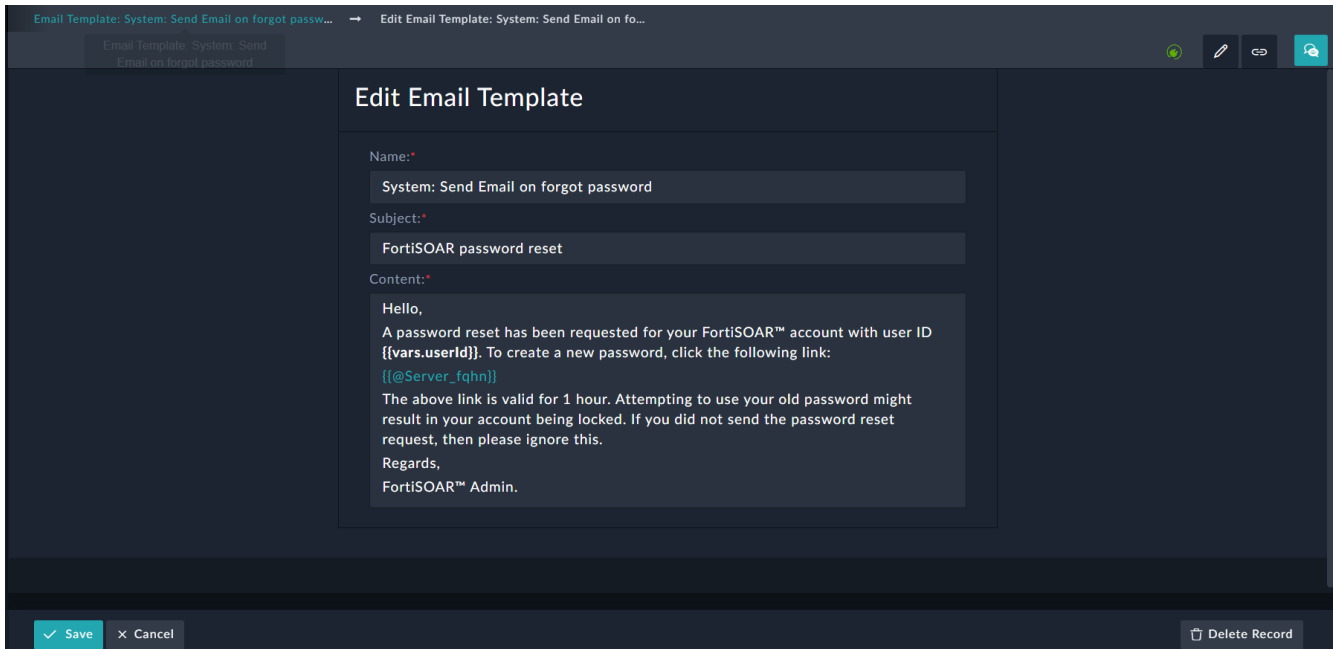 Email Template: System: Send Email on forgot passw... → Edit Email Template: System: Send Email on fo...
Email Template: System: Send
Email on forgot password
Edit Email Template
Name:*
System: Send Email on forgot password
Subject:*
FortiSOAR password reset
Content:*
Hello,
A password reset has been requested for your FortiSOAR™ account with user ID
{{vars.userId}}. To create a new password, click the following link:
{{@Server_fqhn}}
The above link is valid for 1 hour. Attempting to use your old password might
result in your account being locked. If you did not send the password reset
request, then please ignore this.
Regards,
FortiSOAR™ Admin.
Save
Cancel
Delete Record